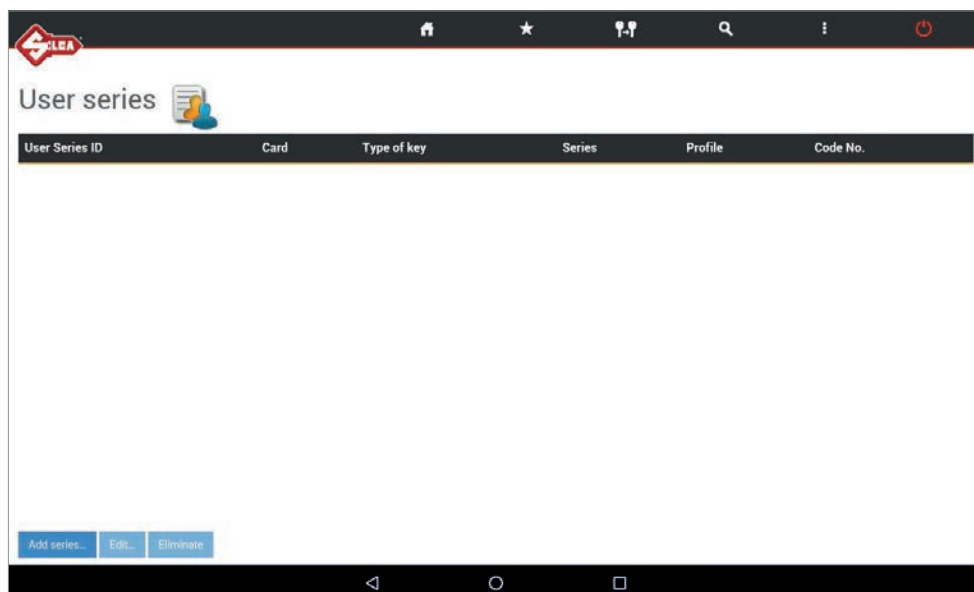 SILCA
User series
User Series ID Card Type of key Series Profile Code No.
Add series... Edit... Eliminate